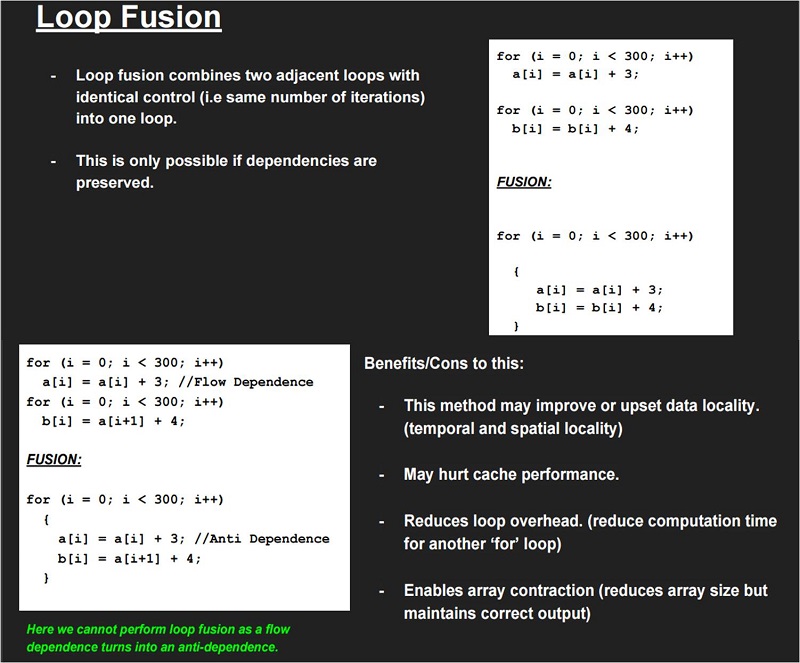 Loop Fusion
- Loop fusion combines two adjacent loops with
identical control (i.e same number of iterations)
into one loop.
- This is only possible if dependencies are
preserved.
for (i = 0; i < 300; i++)
a[i] = a[i] + 3;
for (i = 0; i < 300; i++)
b[i] = b[i] + 4;
FUSION:
for (i = 0; i < 300; i++)
{
a[i] = a[i] + 3;
b[i] = b[i] + 4;
}
for (i = 0; i < 300; i++)
a[i] = a[i] + 3; //Flow Dependence
for (i = 0; i < 300; i++)
b[i] = a[i+1] + 4;
FUSION:
for (i = 0; i < 300; i++)
{
a[i] = a[i] + 3; //Anti Dependence
b[i] = a[i+1] + 4;
}
Here we cannot perform loop fusion as a flow
dependence turns into an anti-dependence.
Benefits/Cons to this:
- This method may improve or upset data locality.
(temporal and spatial locality)
- May hurt cache performance.
- Reduces loop overhead. (reduce computation time
for another ‘for’ loop)
- Enables array contraction (reduces array size but
maintains correct output)